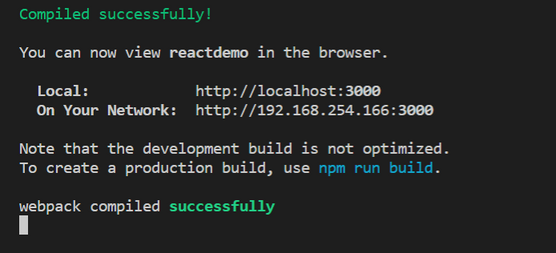 Compiled successfully!
You can now view reactdemo in the browser.
Local: http://localhost:3000
On Your Network: http://192.168.254.166:3000
Note that the development build is not optimized.
To create a production build, use npm run build.
webpack compiled successfully